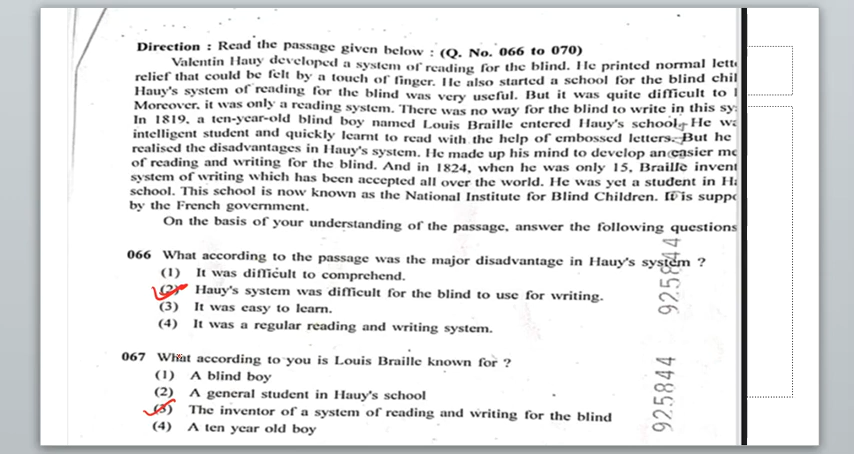 Direction : Read the passage given below : (Q. No. 066 to 070)
Valentin Hauy developed a system of reading for the blind. He printed normal
relief that could be felt by a touch of finger. He also started a school for the blind
Hauy's system of reading for the blind was very useful. But it was quite difficult to
Moreover, it was only a reading system. There was no way for the blind to write in this
In 1819, a ten-year-old blind boy named Louis Braille entered Hauy's school. He
intelligent student and quickly learnt to read with the help of embossed letters. But he
realised the disadvantages in Hauy's system. He made up his mind to develop an easier
of reading and writing for the blind. And in 1824, when he was only 15, Braille
system of writing which has been accepted all over the world. He was yet a student in
school. This school is now known as the National Institute for Blind Children. It is
by the French government.
On the basis of your understanding of the passage, answer the following questions
066 What according to the passage was the major disadvantage in Hauy's system ?
(1) It was difficult to comprehend.
(2) Hauy's system was difficult for the blind to use for writing.
(3) It was easy to learn.
(4) It was a regular reading and writing system.
067 What according to you is Louis Braille known for ?
(1) A blind boy
(2) A general student in Hauy's school
(3) The inventor of a system of reading and writing for the blind
(4) A ten year old boy
925844
925844